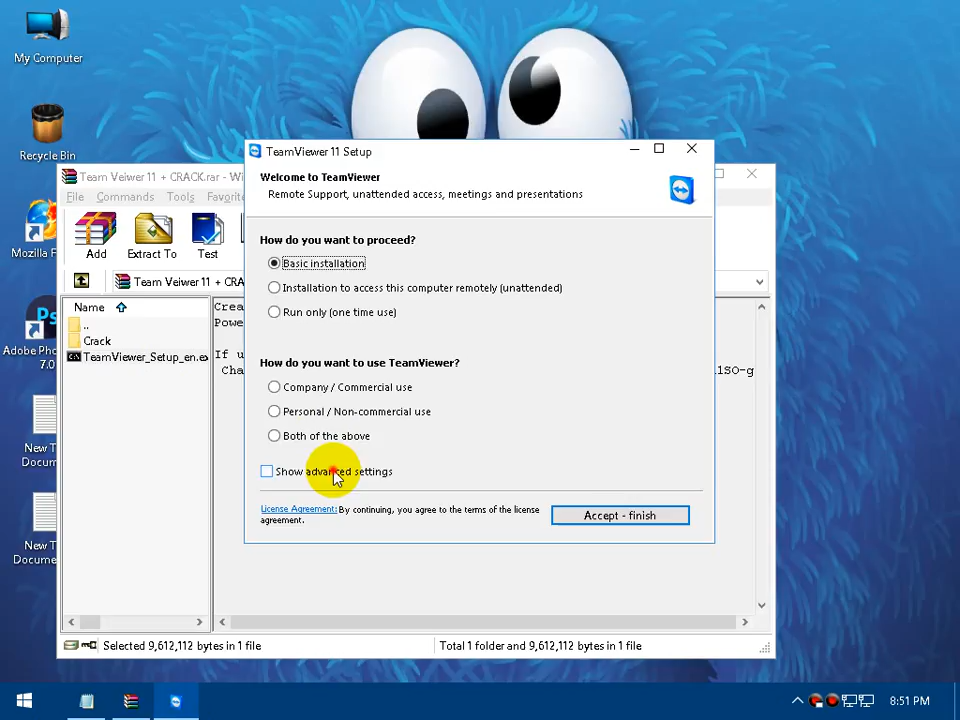 My Computer
Recycle Bin
Mozilla F
Adobe Pho
7.0
New T
Docum
New T
Docume
Team Veiwer 11 + CRACK.rar - Wi
File Commands Tools Favorit
Add Extract To Test
Team Veiwer 11 + C
Name
..
Crack
TeamViewer_Setup_en.ex
Crea
Powe
If u
Cha
lSO-g
TeamViewer 11 Setup
Welcome to TeamViewer
Remote Support, unattended access, meetings and presentations
How do you want to proceed?
Basic installation
Installation to access this computer remotely (unattended)
Run only (one time use)
How do you want to use TeamViewer?
Company / Commercial use
Personal / Non-commercial use
Both of the above
Show advanced settings
License Agreement: By continuing, you agree to the terms of the license
agreement.
Accept - finish
Selected 9,612,112 bytes in 1 file
Total 1 folder and 9,612,112 bytes in 1 file
8:51 PM